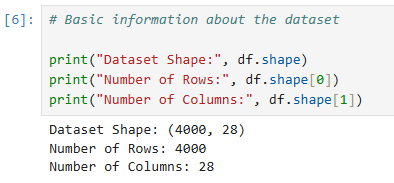 [6]: # Basic information about the dataset
print("Dataset Shape:", df.shape)
print("Number of Rows:", df.shape[0])
print("Number of Columns:", df.shape[1])
Dataset Shape: (4000, 28)
Number of Rows: 4000
Number of Columns: 28